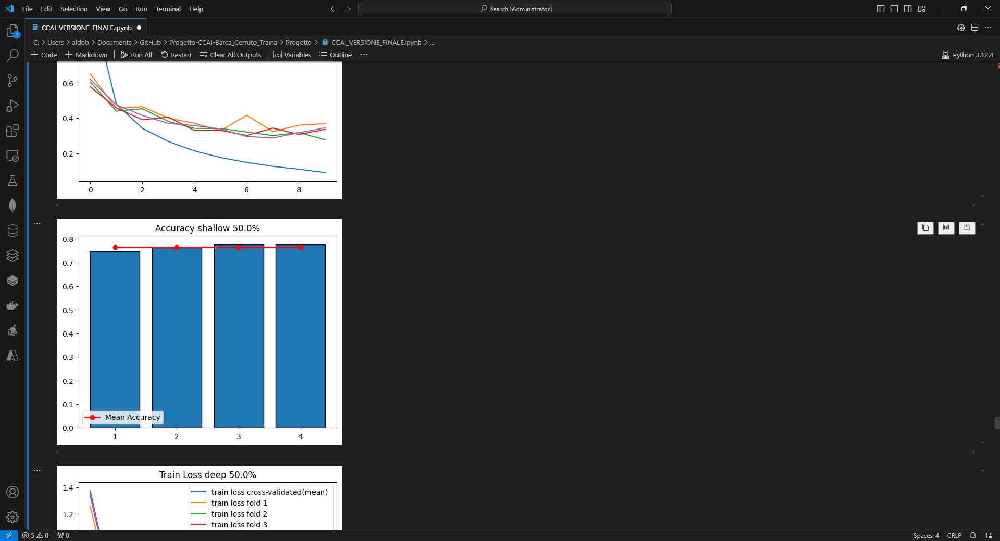 File Edit Selection View Go Run Terminal Help
Search [Administrator]
CCAI_VERSIONE_FINALE.ipynb
C: > Users > aldob > Documents > GitHub > Progetto-CCAI-Barca_Cerruto_Traina > Progetto > CCAI_VERSIONE_FINALE.ipynb > ...
+ Code + Markdown | Run All Restart Clear All Outputs | Variables Outline ...
Python 3.12.4
1
0.6
0.4
0.2
0 2 4 6 8
Accuracy shallow 50.0%
0.8
0.7
0.6
0.5
0.4
0.3
0.2
0.1
0.0
Mean Accuracy
1 2 3 4
Train Loss deep 50.0%
1.4
1.2
train loss cross-validated(mean)
train loss fold 1
train loss fold 2
train loss fold 3
5 0 0
Spaces: 4 CRLF